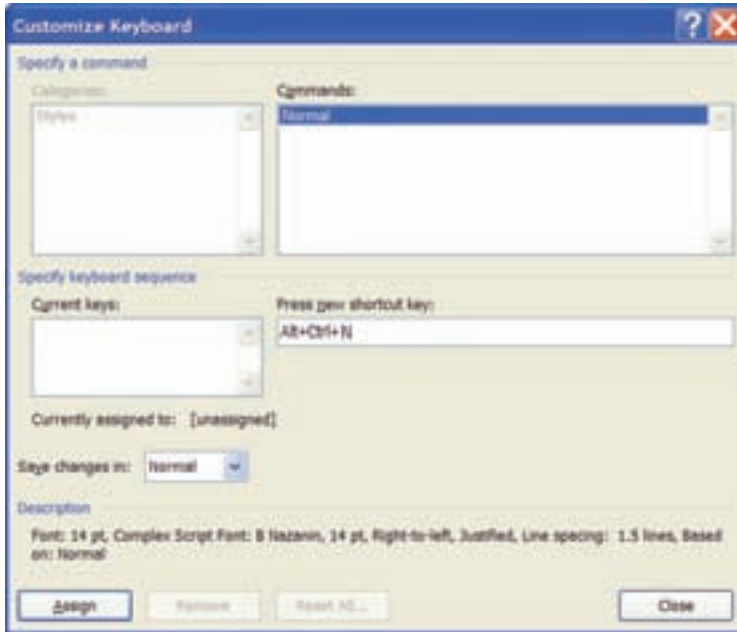 Customize Keyboard
Specify a command
Categories:
Commands:
Styles
Normal
Specify keyboard sequence
Current keys:
Press new shortcut key:
Alt+Ctrl+N
Currently assigned to: [unassigned]
Save changes in: Normal
Description
Font: 14 pt, Complex Script Font: B Nazanin, 14 pt, Right-to-left, Justified, Line spacing: 1.5 lines, Based
on: Normal
Assign
Remove
Reset All...
Close